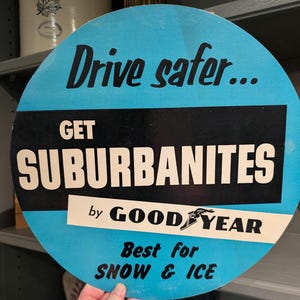 Drive safer...
GET
SUBURBANITES
by GOOD YEAR
Best for
SNOW & ICE